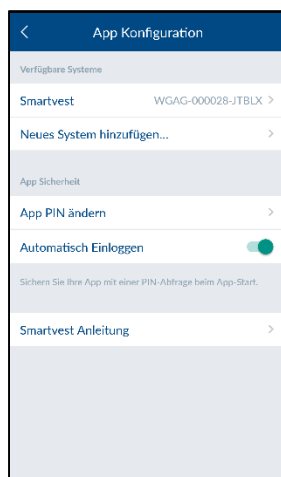 App Konfiguration
Verfügbare Systeme
Smartvest WGAG-000028-JTBLX
Neues System hinzufügen...
App Sicherheit
App PIN ändern
Automatisch Einloggen
Sichern Sie Ihre App mit einer PIN-Abfrage beim App-Start.
Smartvest Anleitung